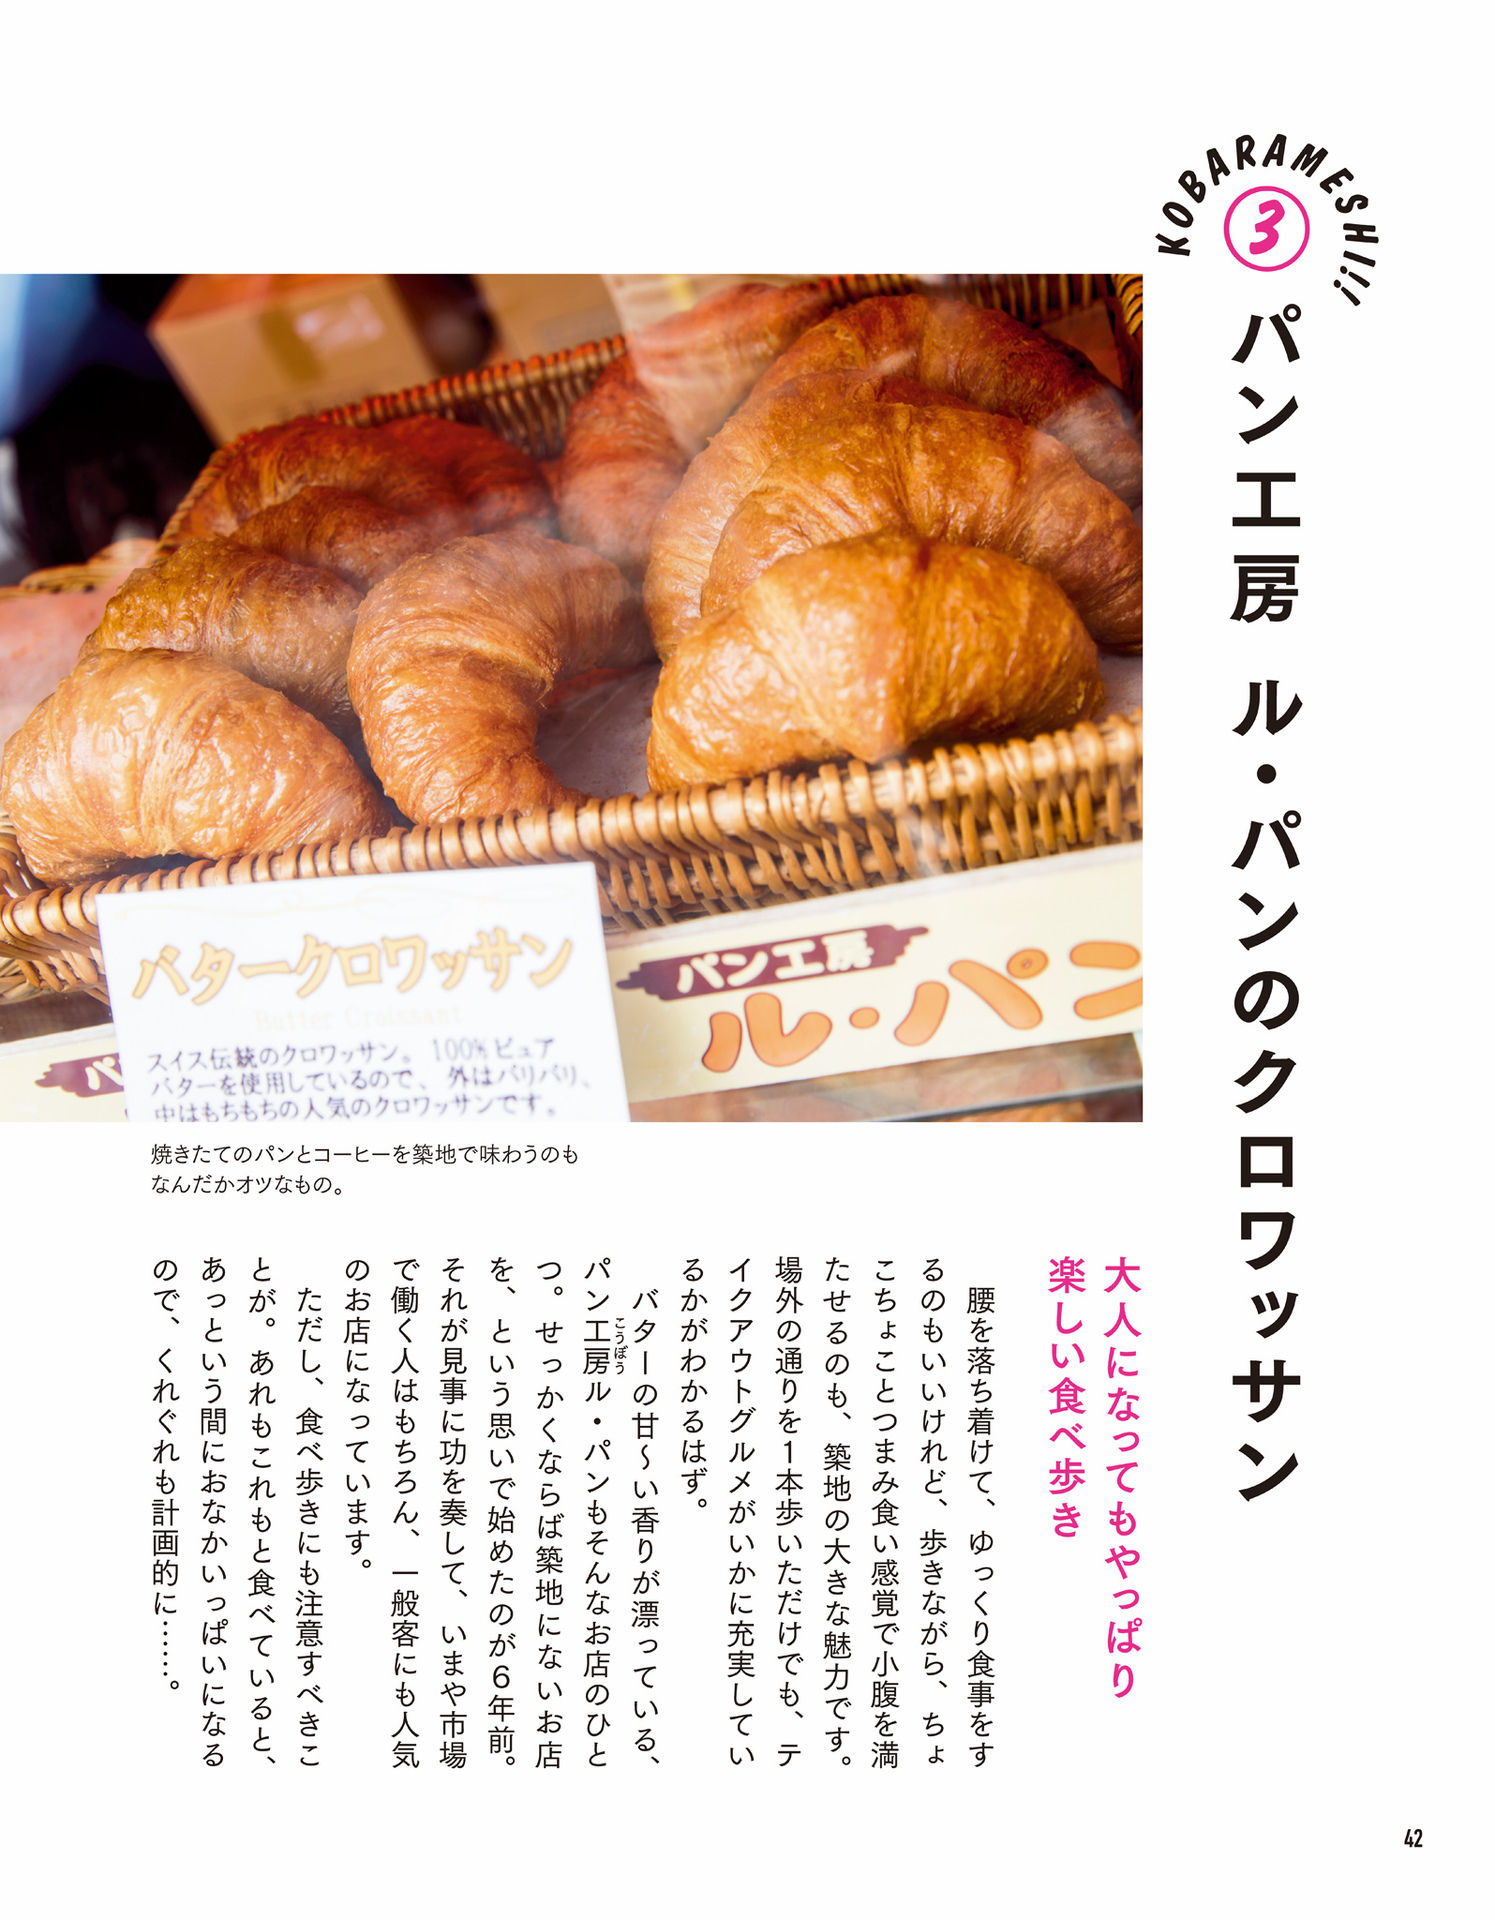 KOBARAMESHI!!
3
パン工房 ル・パンのクロワッサン
バタークロワッサン
Butter Croissant
スイス伝統のクロワッサン。100%ピュア
バターを使用しているので、外はパリパリ、
中はもちもちの人気のクロワッサンです。
パン工房
ル・パン
パ
焼きたてのパンとコーヒーを築地で味わうのも
なんだかオツなもの。
大人になってもやっぱり
楽しい食べ歩き
腰を落ち着けて、ゆっくり食事をす
るのもいいけれど、歩きながら、ちょ
こちょことつまみ食い感覚で小腹を満
たせるのも、築地の大きな魅力です。
場外の通りを1本歩いただけでも、テ
イクアウトグルメがいかに充実してい
るかがわかるはず。
バターの甘〜い香りが漂っている、
こうぼう
パン工房ル・パンもそんなお店のひと
つ。せっかくならば築地にないお店
を、という思いで始めたのが6年前。
それが見事に功を奏して、いまや市場
で働く人はもちろん、一般客にも人気
のお店になっています。
ただし、食べ歩きにも注意すべきこ
とが。あれもこれもと食べていると、
あっという間におなかいっぱいになる
ので、くれぐれも計画的に……。
42